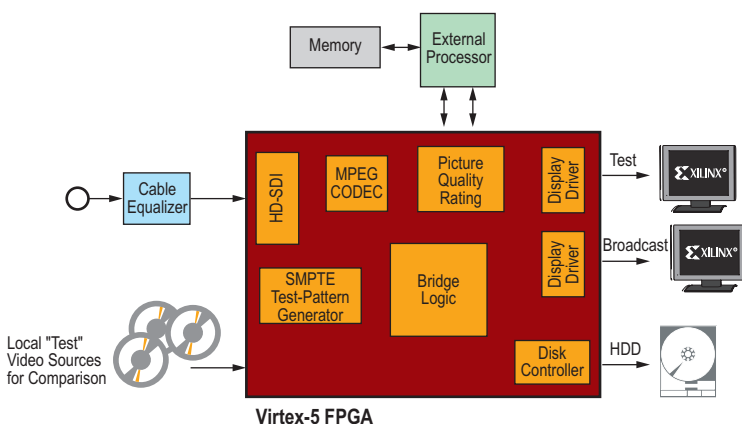 Memory
External
Processor
Cable
Equalizer
HD-SDI
MPEG
CODEC
Picture
Quality
Rating
Display
Driver
Test
XILINX®
SMPTE
Test-Pattern
Generator
Bridge
Logic
Display
Driver
Broadcast
XILINX®
Local "Test"
Video Sources
for Comparison
Disk
Controller
HDD
Virtex-5 FPGA